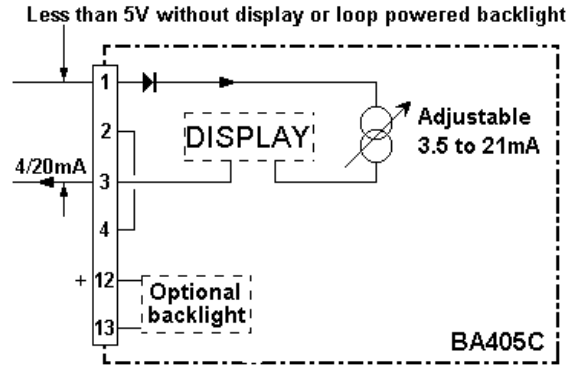 Less than 5V without display or loop powered backlight
1
2
DISPLAY
Adjustable
3.5 to 21mA
4/20mA
3
4
+ 12
Optional
backlight
13
BA405C